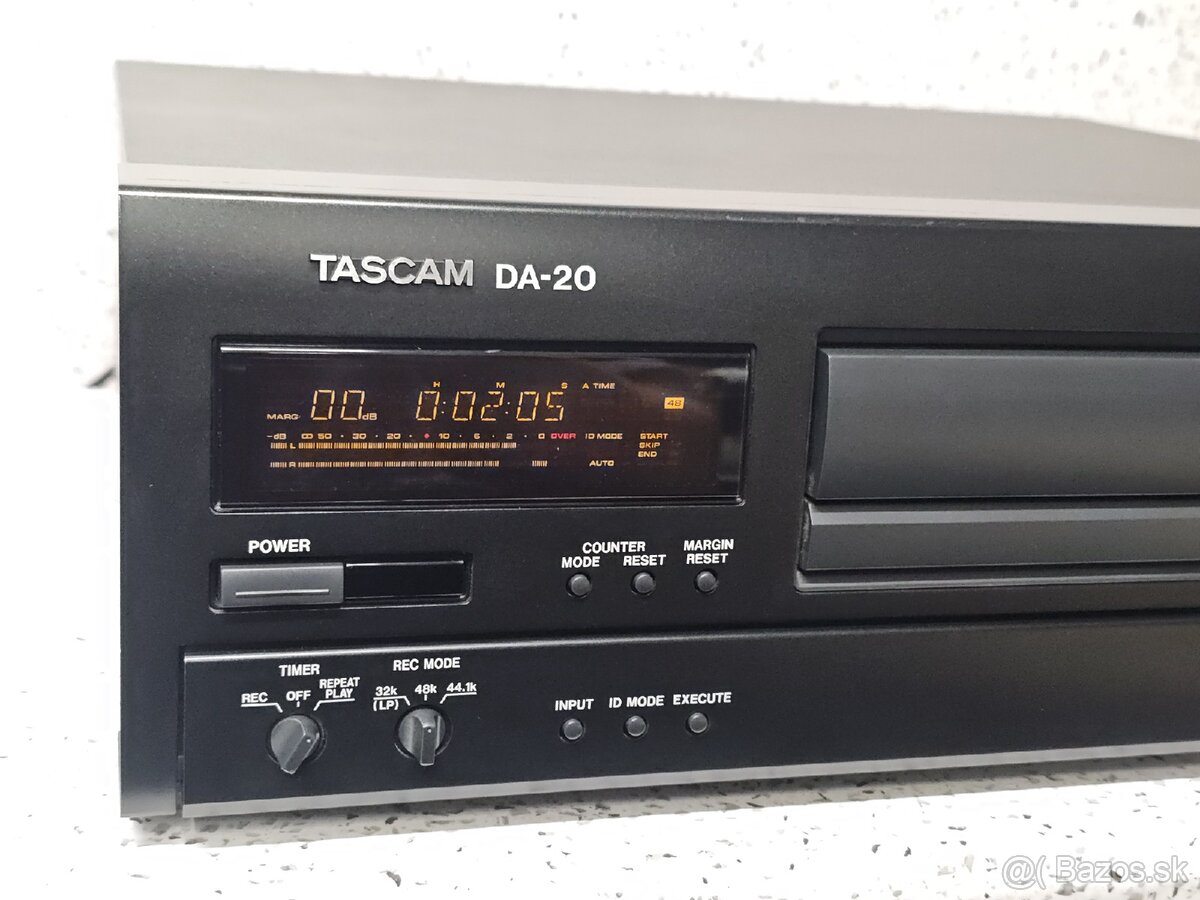 TASCAM DA-20
H M S A TIME
MARG 00 dB 0:02:05 48
-dB ∞ 50 · 30 · 20 · • 10 · 6 · 2 · 0 OVER ID MODE START
L SKIP
END
R AUTO
POWER
COUNTER
MODE RESET
MARGIN
RESET
TIMER
REC OFF REPEAT
PLAY
REC MODE
32k 48k 44.1k
(LP)
INPUT ID MODE EXECUTE
@( Bazos.sk